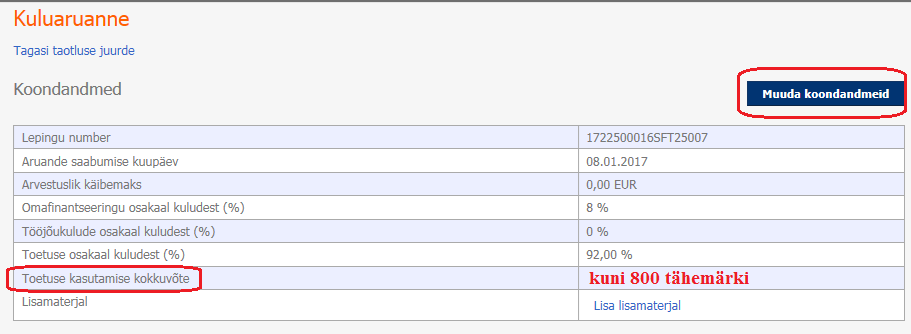 Kuluaruanne
Tagasi taotluse juurde
Koondandmed
Muuda koondandmeid
Lepingu number 1722500016SFT25007
Aruande saabumise kuupäev 08.01.2017
Arvestuslik käibemaks 0,00 EUR
Omafinantseeringu osakaal kuludest (%) 8 %
Tööjõukulude osakaal kuludest (%) 0 %
Toetuse osakaal kuludest (%) 92,00 %
Toetuse kasutamise kokkuvõte kuni 800 tähemärki
Lisamaterjal Lisa lisamaterjal